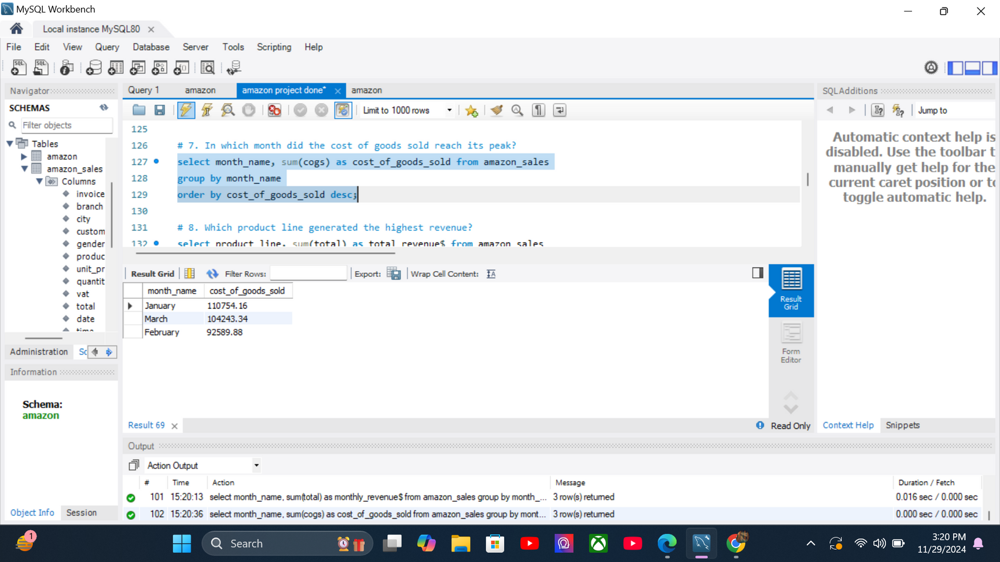 MySQL Workbench
Local instance MySQL80
File Edit View Query Database Server Tools Scripting Help
Navigator
SCHEMAS
Filter objects
Tables
amazon
amazon_sales
Columns
invoice
branch
city
custom
gender
produc
unit_pr
quantit
vat
total
date
time
Administration Sc
Information
Schema:
amazon
Object Info Session
Query 1 amazon amazon project done* amazon
Limit to 1000 rows
125
126 # 7. In which month did the cost of goods sold reach its peak?
127 select month_name, sum(cogs) as cost_of_goods_sold from amazon_sales
128 group by month_name
129 order by cost_of_goods_sold desc;
130
131 # 8. Which product line generated the highest revenue?
132 select product_line, sum(total) as total_revenue$ from amazon_sales
Result Grid Filter Rows: Export: Wrap Cell Content:
month_name cost_of_goods_sold
January 110754.16
March 104243.34
February 92589.88
Result
Grid
Form
Editor
Result 69
Read Only
SQLAdditions
Jump to
Automatic context help is
disabled. Use the toolbar t
manually get help for the
current caret position or to
toggle automatic help.
Context Help Snippets
Output
Action Output
# Time Action Message Duration / Fetch
101 15:20:13 select month_name, sum(total) as monthly_revenue$ from amazon_sales group by month_... 3 row(s) returned 0.016 sec / 0.000 sec
102 15:20:36 select month_name, sum(cogs) as cost_of_goods_sold from amazon_sales group by mont... 3 row(s) returned 0.000 sec / 0.000 sec
1
Search
3:20 PM
11/29/2024